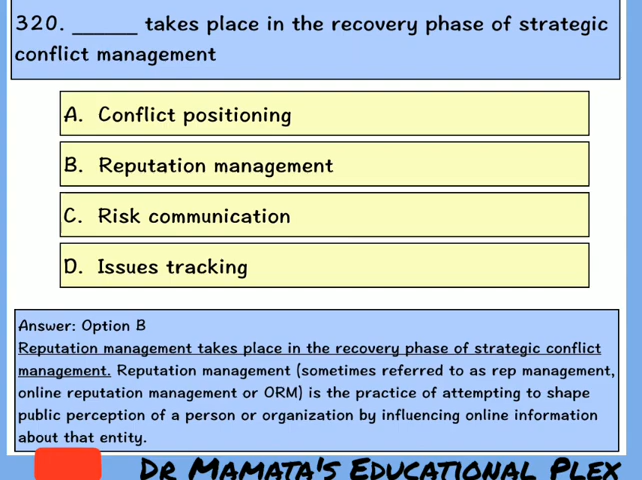 320. _____ takes place in the recovery phase of strategic
conflict management
A. Conflict positioning
B. Reputation management
C. Risk communication
D. Issues tracking
Answer: Option B
Reputation management takes place in the recovery phase of strategic conflict
management. Reputation management (sometimes referred to as rep management,
online reputation management or ORM) is the practice of attempting to shape
public perception of a person or organization by influencing online information
about that entity.
DR MAMATA'S EDUCATIONAL PLEX